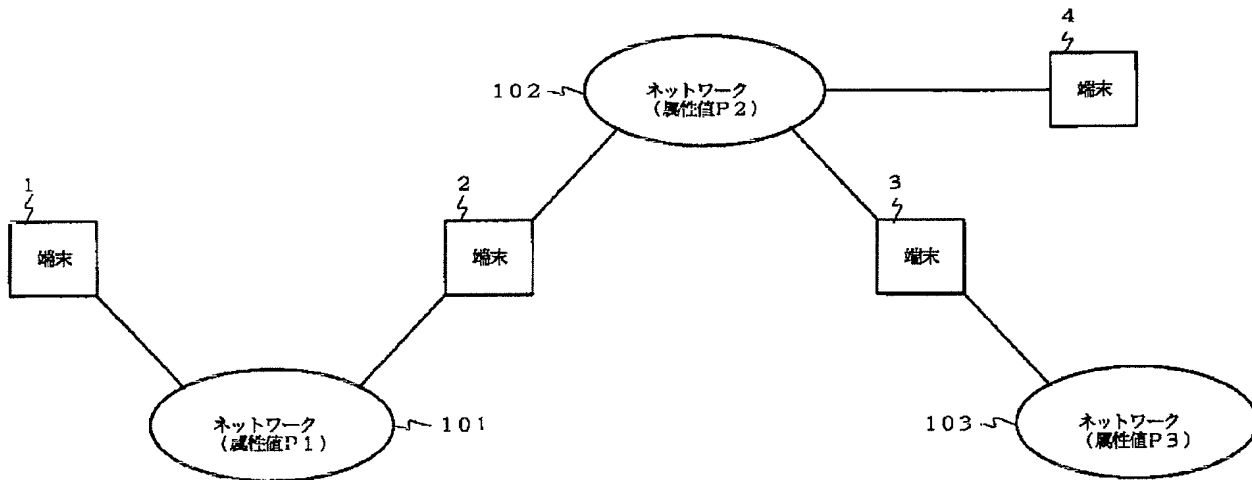 4
端末
ネットワーク
(属性値P2)
102
1
端末
2
端末
3
端末
ネットワーク
(属性値P1)
101
ネットワーク
(属性値P3)
103